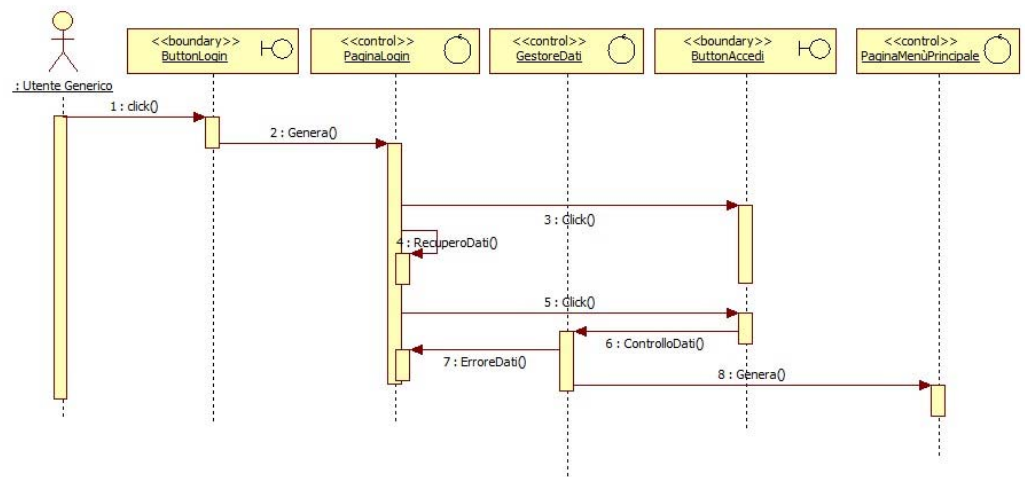 <<boundary>>
ButtonLogin
<<control>>
PaginaLogin
<<control>>
GestoreDati
<<boundary>>
ButtonAccedi
<<control>>
PaginaMenùPrincipale
: Utente Generico
1 : click()
2 : Genera()
3 : Click()
4 : RecuperoDati()
5 : Click()
6 : ControlloDati()
7 : ErroreDati()
8 : Genera()